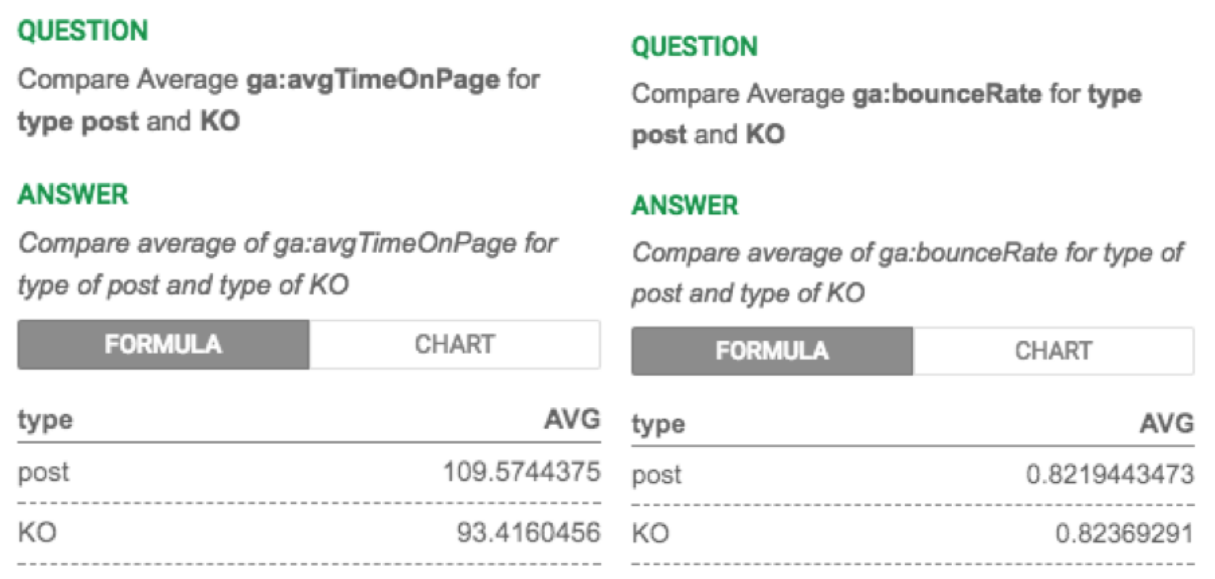 QUESTION
Compare Average ga:avgTimeOnPage for
type post and KO
ANSWER
Compare average of ga:avgTimeOnPage for
type of post and type of KO
FORMULA CHART
type AVG
post 109.5744375
KO 93.4160456
QUESTION
Compare Average ga:bounceRate for type
post and KO
ANSWER
Compare average of ga:bounceRate for type of
post and type of KO
FORMULA CHART
type AVG
post 0.8219443473
KO 0.82369291